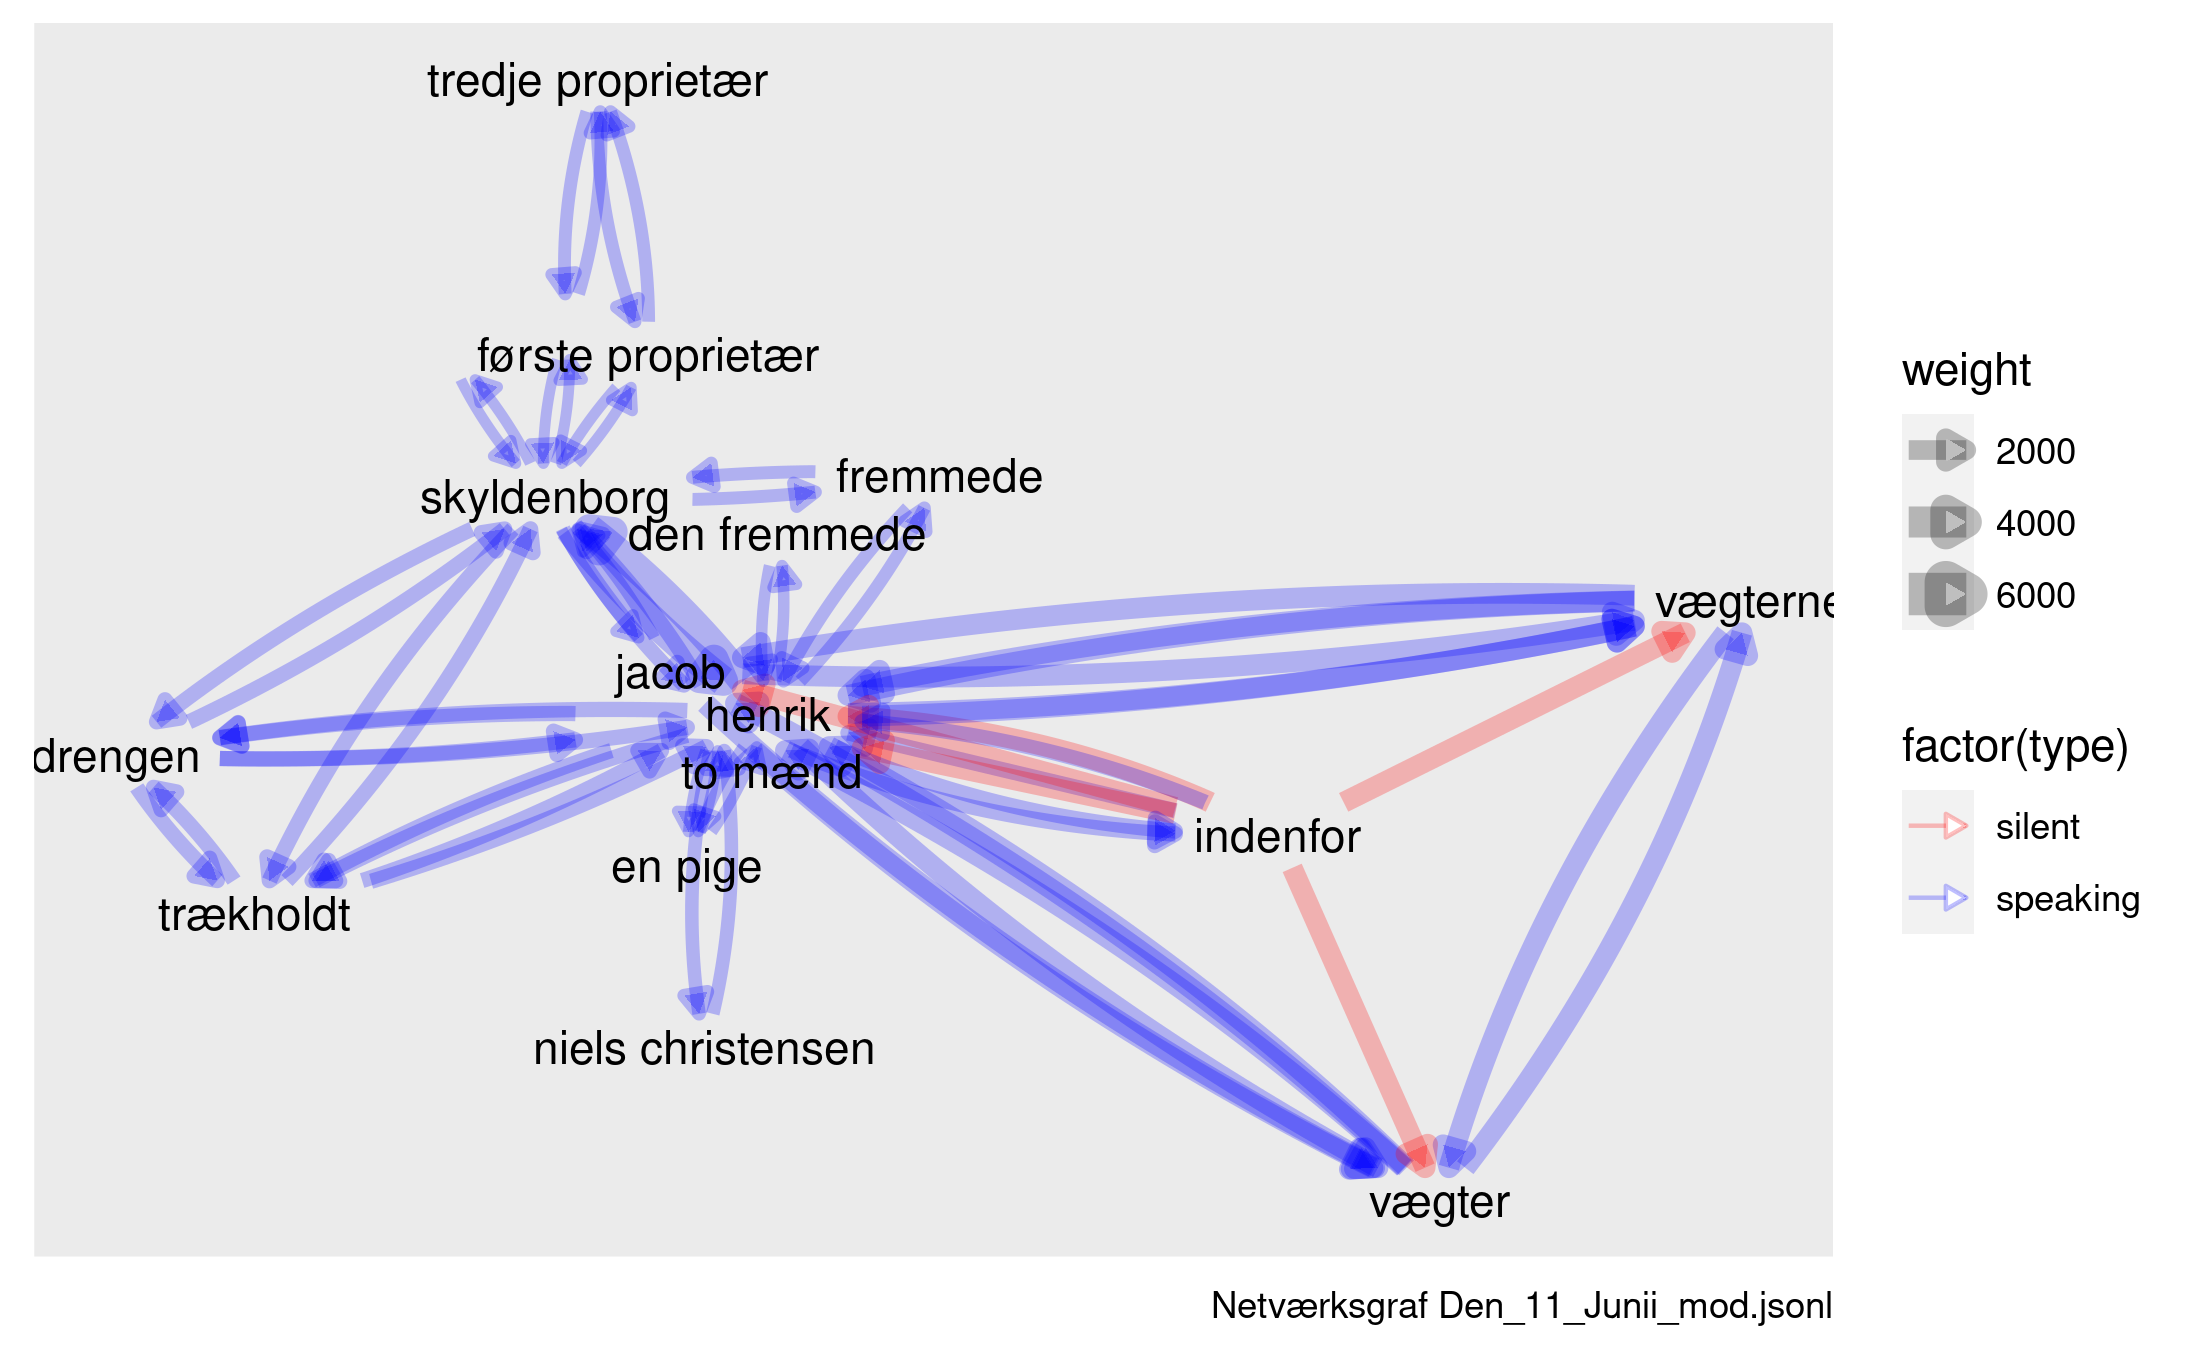 tredje proprietær
første proprietær
skyldenborg
fremmede
den fremmede
vægterne
jacob
henrik
drengen
to mænd
indenfor
en pige
trækholdt
niels christensen
vægter
weight
2000
4000
6000
factor(type)
silent
speaking
Netværksgraf Den_11_Junii_mod.jsonl